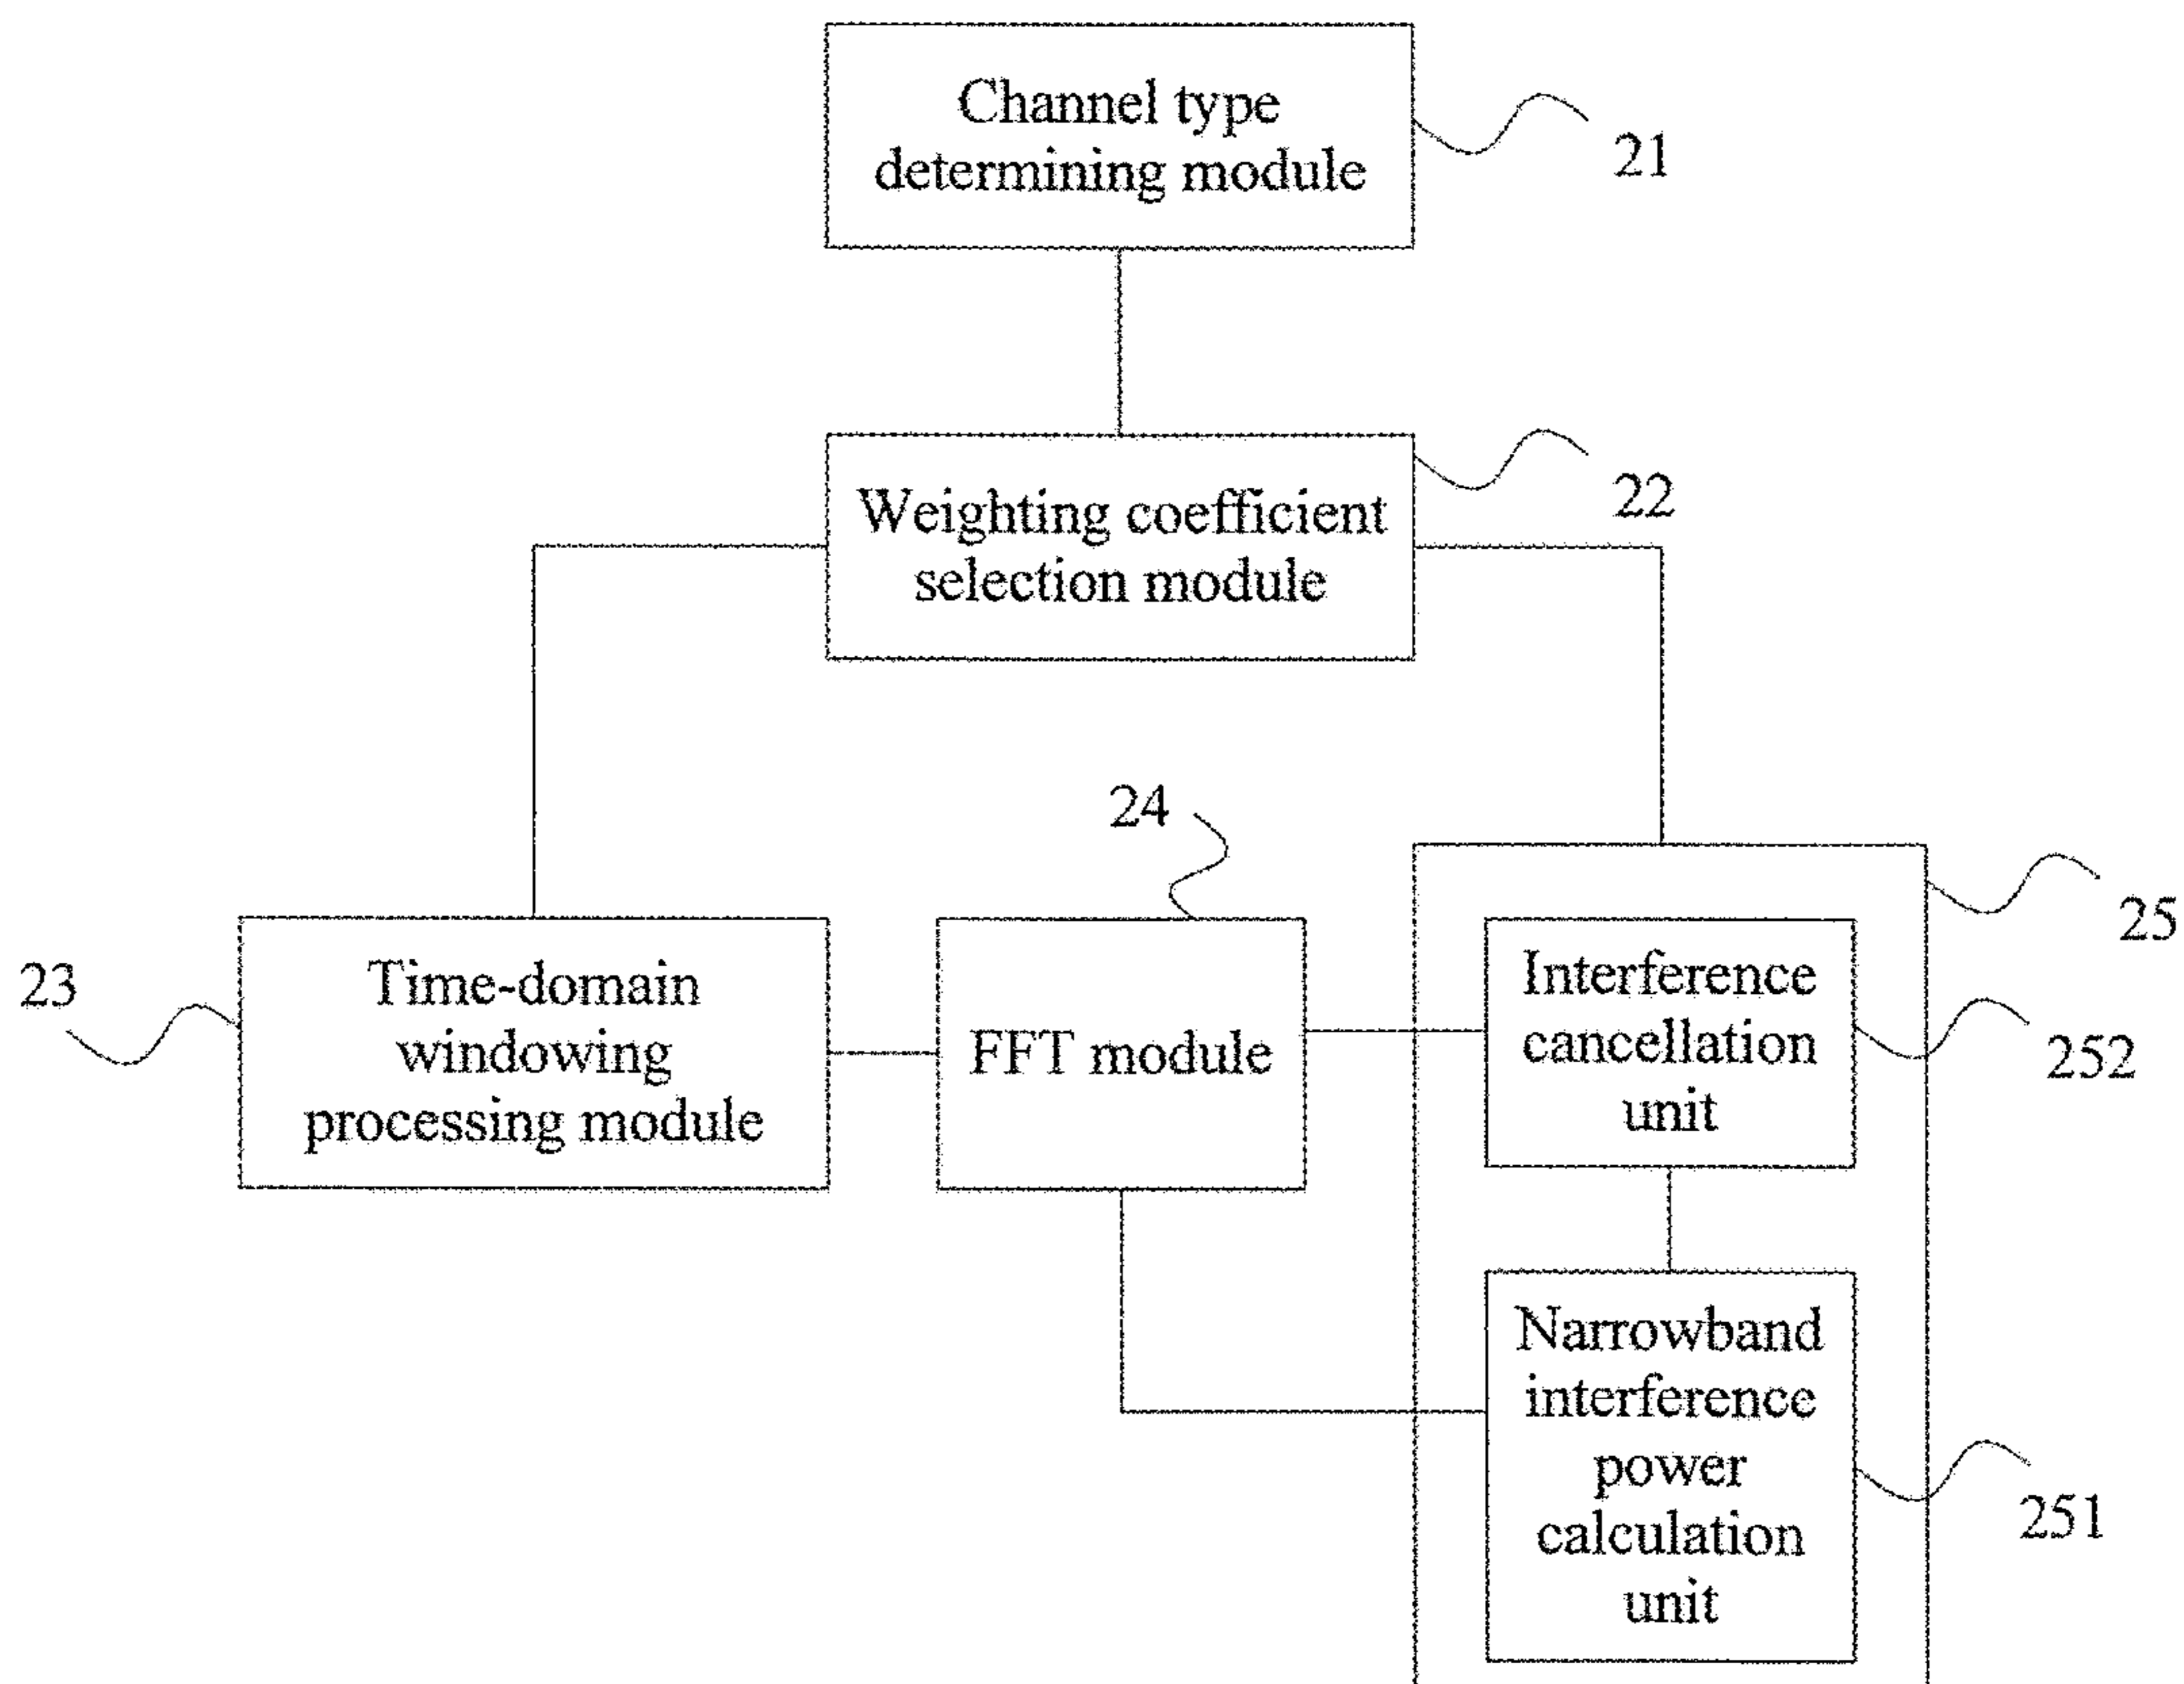 Channel type
determining module
21
Weighting coefficient
selection module
22
24
25
23
Time-domain
windowing
processing module
FFT module
Interference
cancellation
unit
252
Narrowband
interference
power
calculation
unit
251